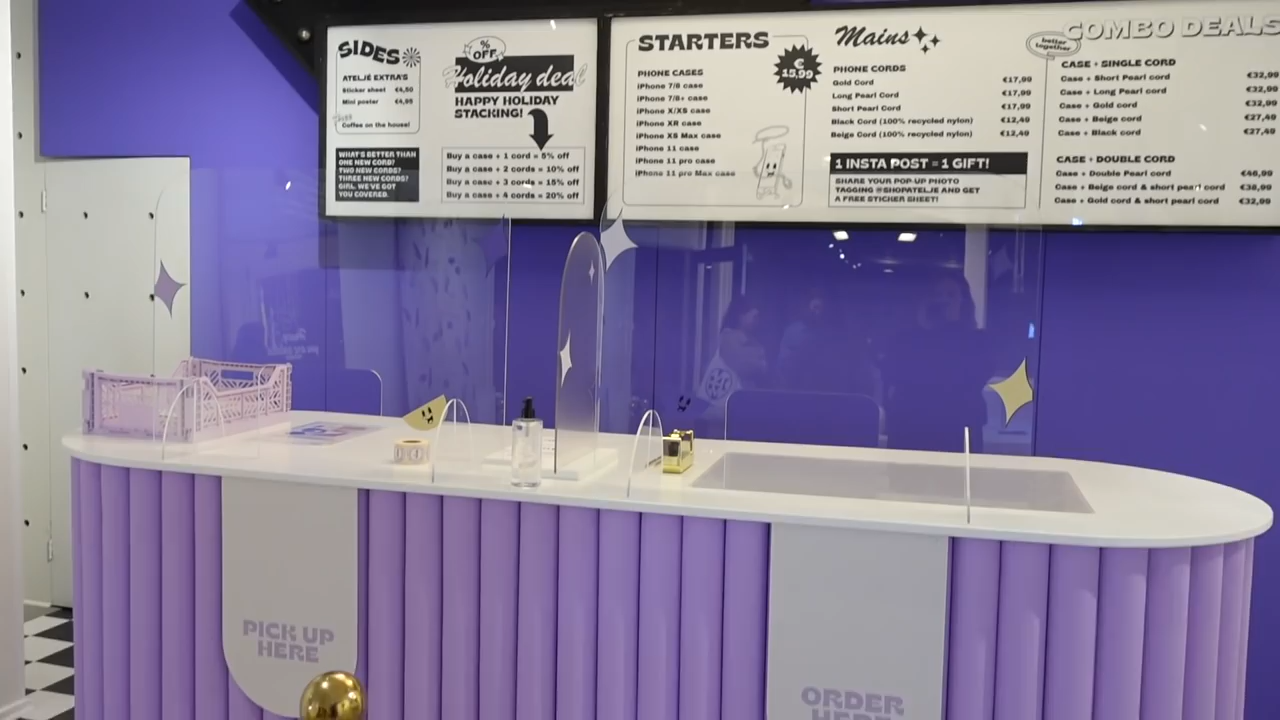 SIDES
ATELJÉ EXTRA'S
Sticker sheet €4,50
Mini poster €4,95
Coffee on the house!
WHAT'S BETTER THAN
ONE NEW CORD?
TWO NEW CORDS?
THREE NEW CORDS?
GIRL, WE'VE GOT
YOU COVERED.
% OFF
Holiday deal
HAPPY HOLIDAY
STACKING!
Buy a case + 1 cord = 5% off
Buy a case + 2 cords = 10% off
Buy a case + 3 cords = 15% off
Buy a case + 4 cords = 20% off
STARTERS
€
15,99
PHONE CASES
iPhone 7/8 case
iPhone 7/8+ case
iPhone X/XS case
iPhone XR case
iPhone XS Max case
iPhone 11 case
iPhone 11 pro case
iPhone 11 pro Max case
Mains
PHONE CORDS
Gold Cord €17,99
Long Pearl Cord €17,99
Short Pearl Cord €17,99
Black Cord (100% recycled nylon) €12,49
Beige Cord (100% recycled nylon) €12,49
1 INSTA POST = 1 GIFT!
SHARE YOUR POP-UP PHOTO
TAGGING @SHOPATELJE AND GET
A FREE STICKER SHEET!
better together
COMBO DEALS
CASE + SINGLE CORD
Case + Short Pearl cord €32,99
Case + Long Pearl cord €32,99
Case + Gold cord €32,99
Case + Beige cord €27,49
Case + Black cord €27,49
CASE + DOUBLE CORD
Case + Double Pearl cord €46,99
Case + Beige cord & short pearl cord €38,99
Case + Gold cord & short pearl cord €32,99
PICK UP
HERE
ORDER
HERE